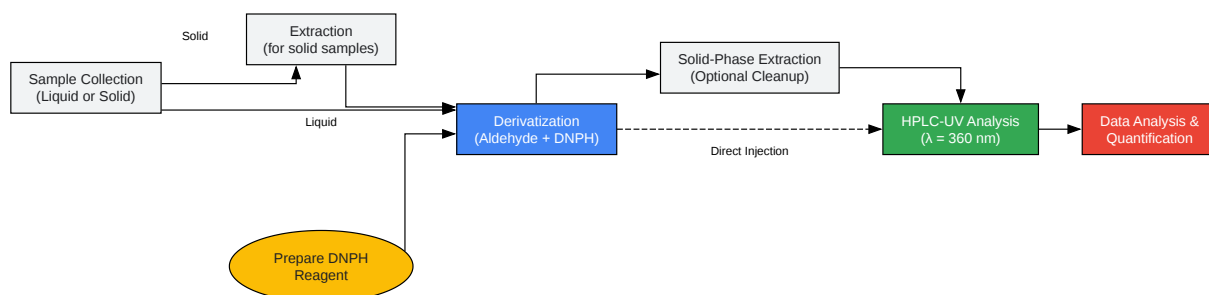 Solid
Extraction
(for solid samples)
Sample Collection
(Liquid or Solid)
Liquid
Prepare DNPH
Reagent
Derivatization
(Aldehyde + DNPH)
Solid-Phase Extraction
(Optional Cleanup)
Direct Injection
HPLC-UV Analysis
(λ = 360 nm)
Data Analysis &
Quantification